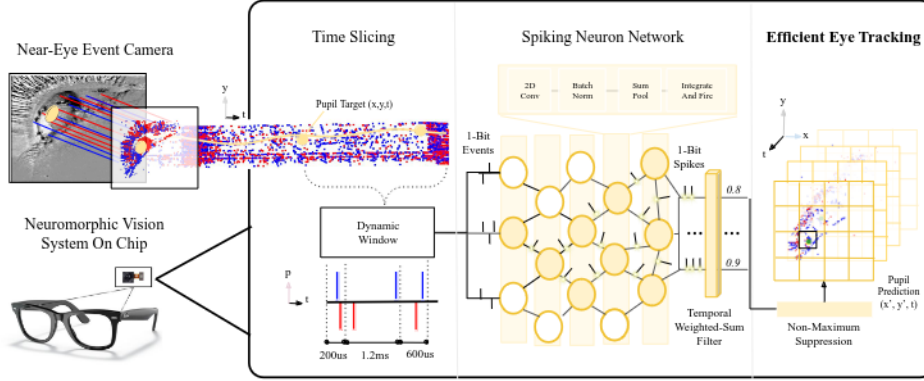 Near-Eye Event Camera
Neuromorphic Vision
System On Chip
Time Slicing
y
t
Pupil Target (x,y,t)
Dynamic
Window
p
t
200us
1.2ms
600us
Spiking Neuron Network
2D
Conv
Batch
Norm
Sum
Pool
Integrate
And Fire
1-Bit
Events
1-Bit
Spikes
0.8
0.9
Temporal
Weighted-Sum
Filter
Efficient Eye Tracking
y
x
t
Pupil
Prediction
(x', y', t)
Non-Maximum
Suppression